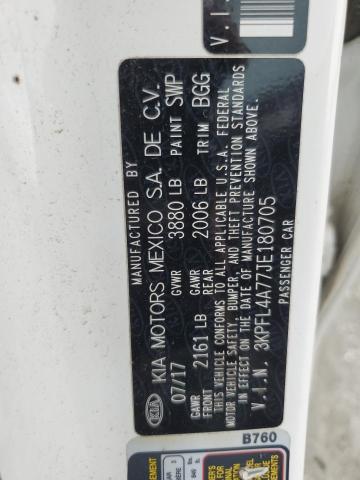 MANUFACTURED BY
KIA KIA MOTORS MEXICO S.A. DE C.V.
07/17 GVWR 3880 LB PAINT SWP
GAWR FRONT 2161 LB GAWR REAR 2006 LB TRIM BGG
THIS VEHICLE CONFORMS TO ALL APPLICABLE U.S.A. FEDERAL
MOTOR VEHICLE SAFETY, BUMPER, AND THEFT PREVENTION STANDARDS
IN EFFECT ON THE DATE OF MANUFACTURE SHOWN ABOVE.
V.I.N. 3KPFL4A77JE180705
PASSENGER CAR
B760
V.I.